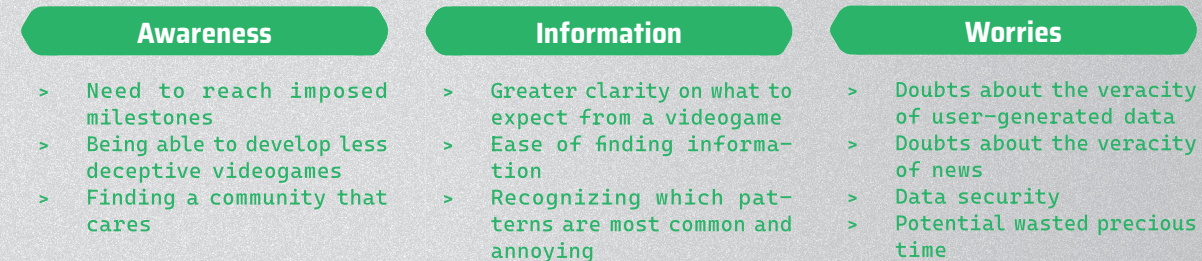 Awareness
> Need to reach imposed
milestones
> Being able to develop less
deceptive videogames
> Finding a community that
cares
Information
> Greater clarity on what to
expect from a videogame
> Ease of finding informa-
tion
> Recognizing which pat-
terns are most common and
annoying
Worries
> Doubts about the veracity
of user-generated data
> Doubts about the veracity
of news
> Data security
> Potential wasted precious
time